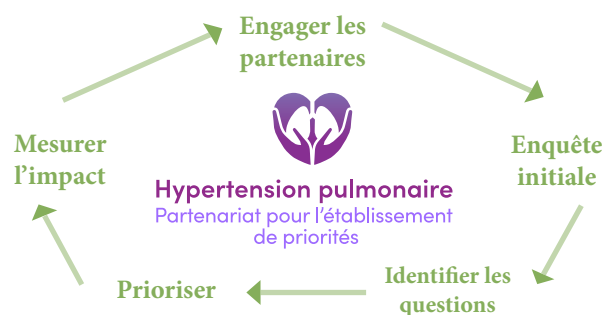 Engager les
partenaires
Enquête
initiale
Identifier les
questions
Prioriser
Mesurer
l’impact
Hypertension pulmonaire
Partenariat pour l’établissement
de priorités